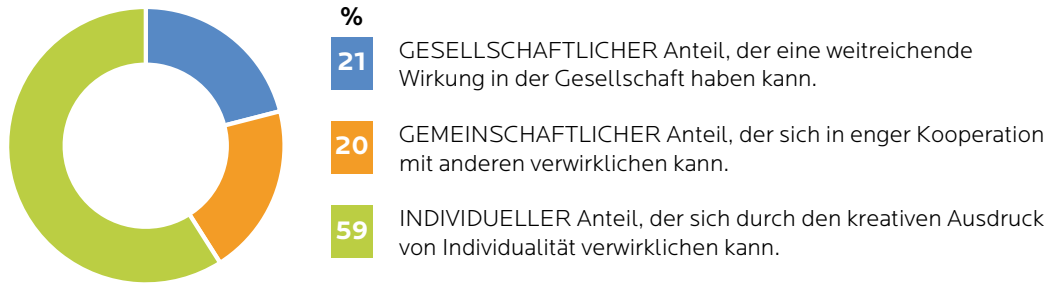 %
21
GESELLSCHAFTLICHER Anteil, der eine weitreichende
Wirkung in der Gesellschaft haben kann.
20
GEMEINSCHAFTLICHER Anteil, der sich in enger Kooperation
mit anderen verwirklichen kann.
59
INDIVIDUELLER Anteil, der sich durch den kreativen Ausdruck
von Individualität verwirklichen kann.